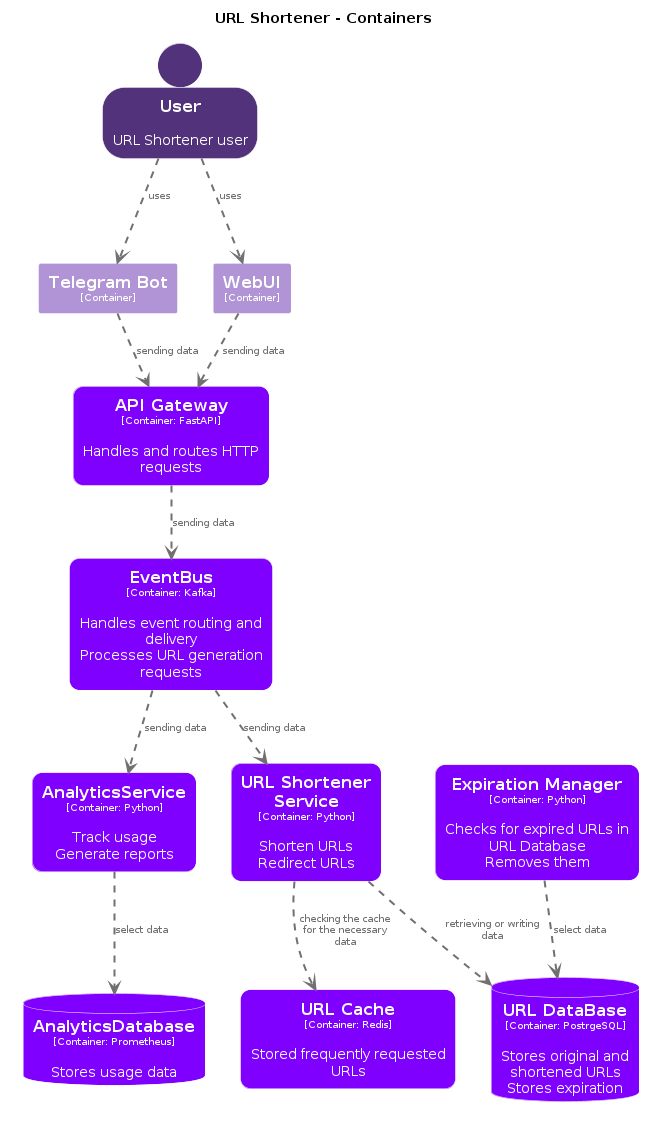 URL Shortener - Containers
User
URL Shortener user
uses
uses
Telegram Bot
[Container]
WebUI
[Container]
sending data
sending data
API Gateway
[Container: FastAPI]
Handles and routes HTTP
requests
sending data
EventBus
[Container: Kafka]
Handles event routing and
delivery
Processes URL generation
requests
sending data
sending data
AnalyticsService
[Container: Python]
Track usage
Generate reports
URL Shortener
Service
[Container: Python]
Shorten URLs
Redirect URLs
Expiration Manager
[Container: Python]
Checks for expired URLs in
URL Database
Removes them
select data
checking the cache
for the necessary
data
retrieving or writing
data
select data
AnalyticsDatabase
[Container: Prometheus]
Stores usage data
URL Cache
[Container: Redis]
Stored frequently requested
URLs
URL DataBase
[Container: PostrgeSQL]
Stores original and
shortened URLs
Stores expiration